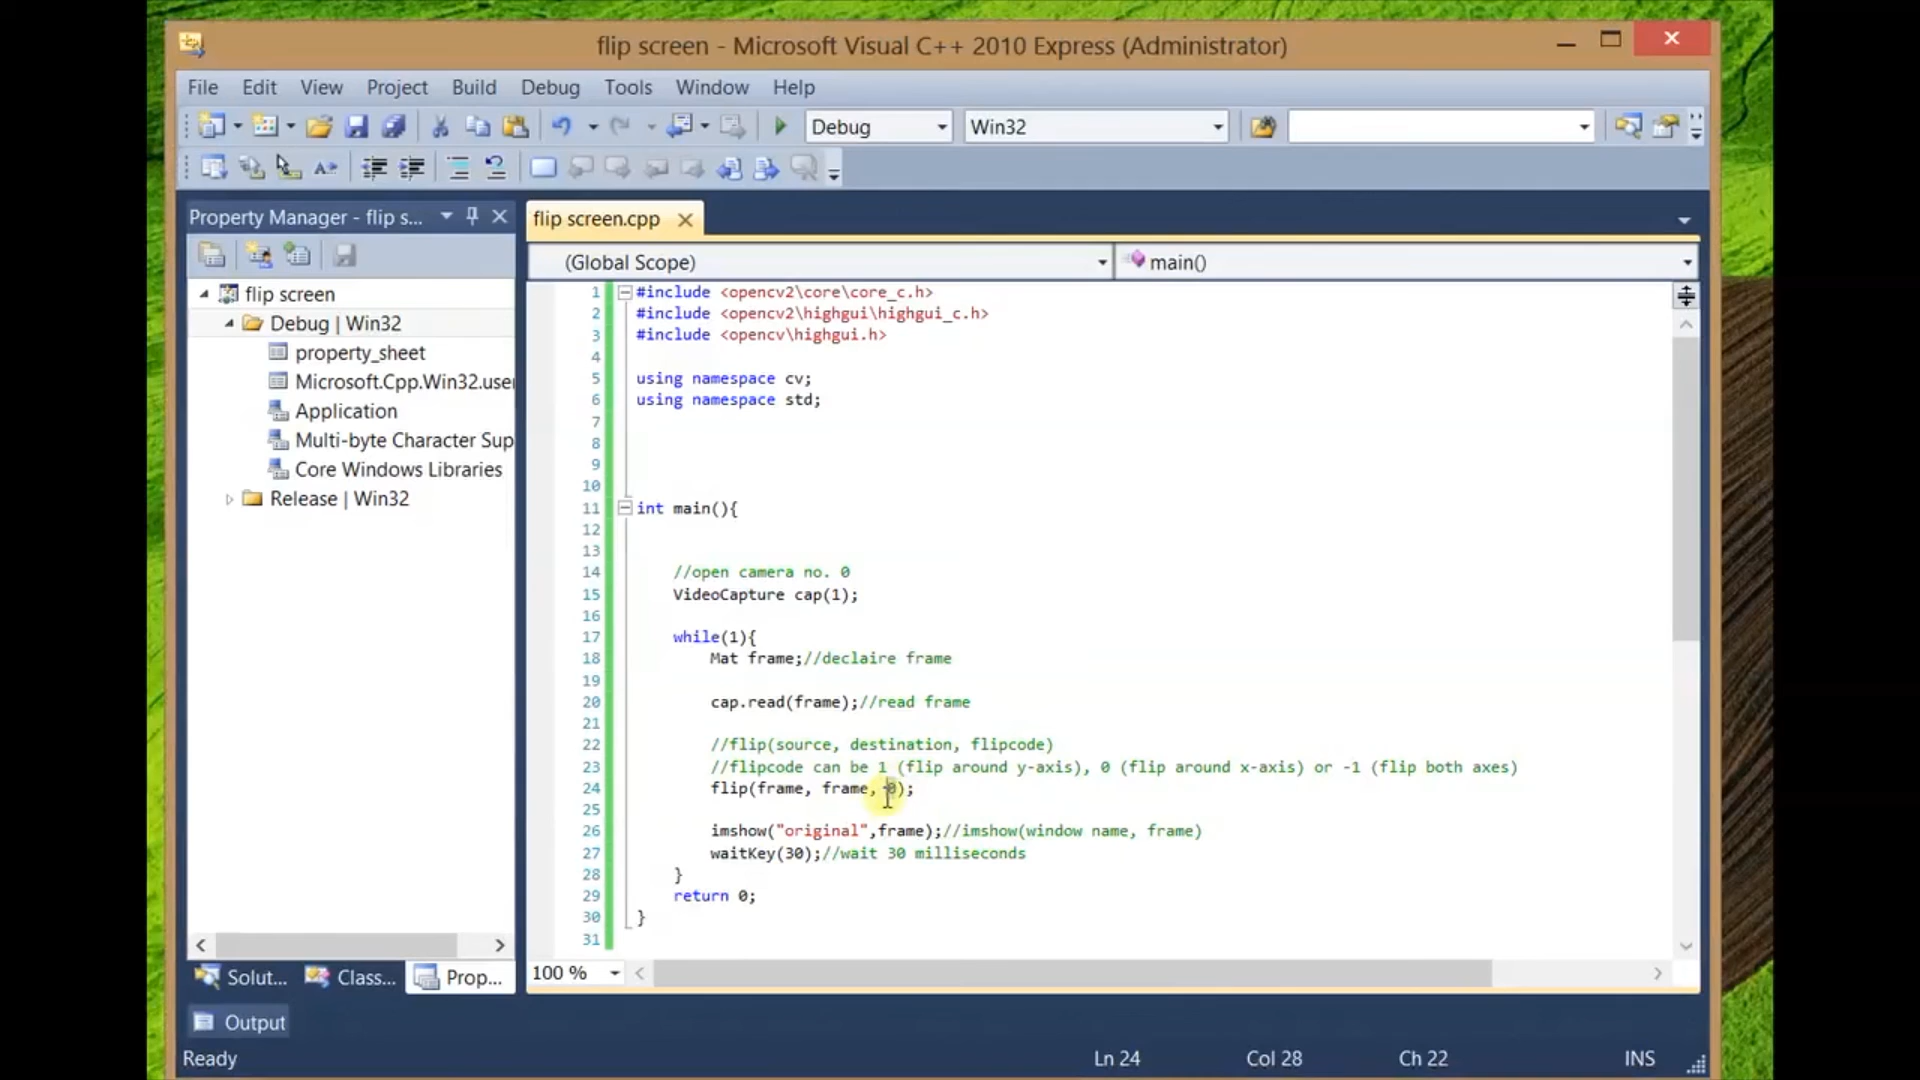 flip screen - Microsoft Visual C++ 2010 Express (Administrator)
File Edit View Project Build Debug Tools Window Help
Debug Win32
Property Manager - flip s...
flip screen
Debug | Win32
property_sheet
Microsoft.Cpp.Win32.user
Application
Multi-byte Character Sup
Core Windows Libraries
Release | Win32
Solut... Class... Prop...
flip screen.cpp
(Global Scope) main()
1 #include <opencv2\core\core_c.h>
2 #include <opencv2\highgui\highgui_c.h>
3 #include <opencv\highgui.h>
4
5 using namespace cv;
6 using namespace std;
7
8
9
10
11 int main(){
12
13
14 //open camera no. 0
15 VideoCapture cap(1);
16
17 while(1){
18 Mat frame;//declaire frame
19
20 cap.read(frame);//read frame
21
22 //flip(source, destination, flipcode)
23 //flipcode can be 1 (flip around y-axis), 0 (flip around x-axis) or -1 (flip both axes)
24 flip(frame, frame, 0);
25
26 imshow("original",frame);//imshow(window name, frame)
27 waitKey(30);//wait 30 milliseconds
28 }
29 return 0;
30 }
31
100 %
Output
Ready Ln 24 Col 28 Ch 22 INS